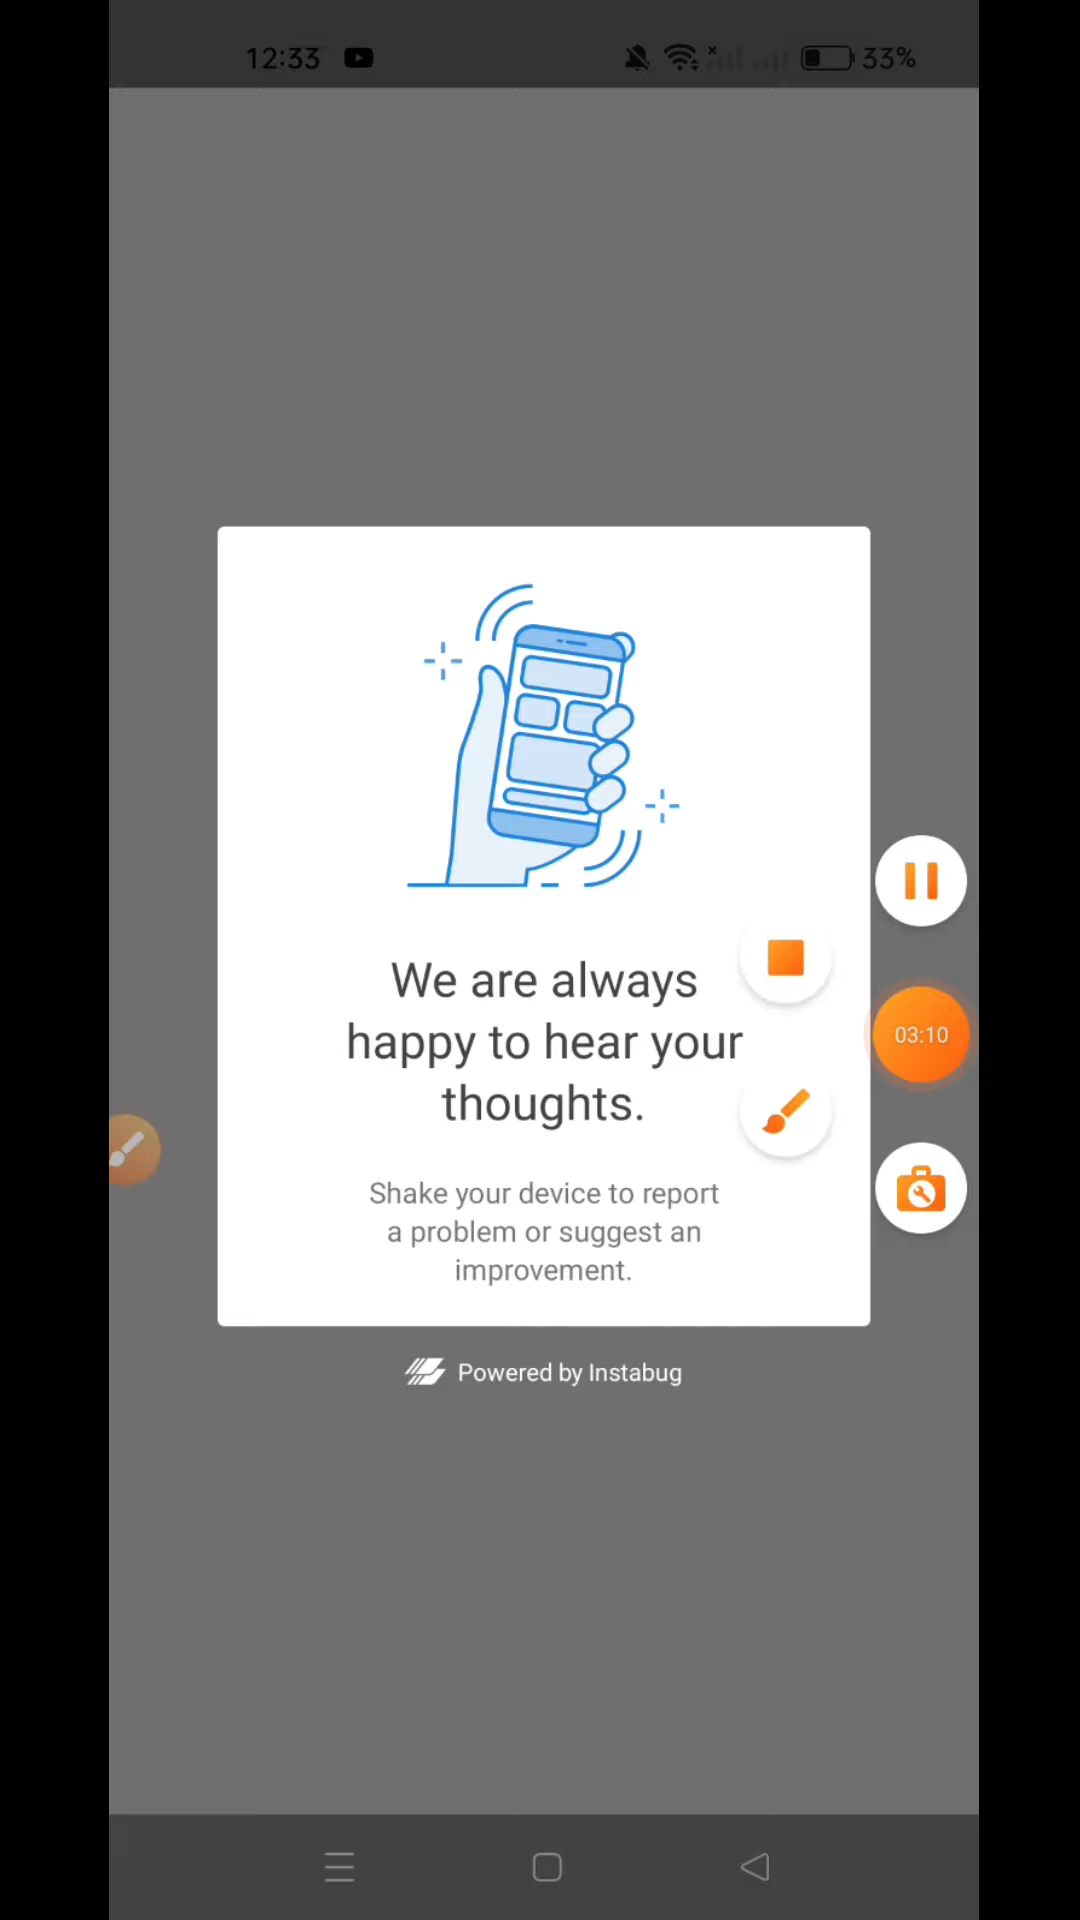 12:33
33%
We are always
happy to hear your
thoughts.
03:10
Shake your device to report
a problem or suggest an
improvement.
Powered by Instabug